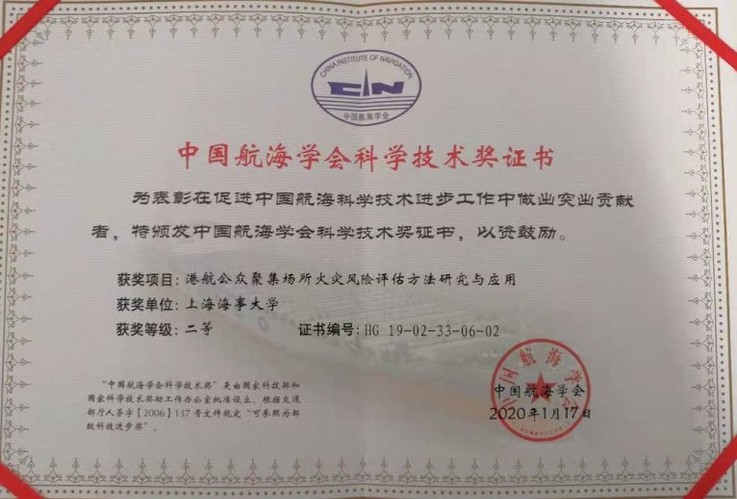 CHINA INSTITUTE OF NAVIGATION
CIN
中国航海学会
中国航海学会科学技术奖证书
为表彰在促进中国航海科学技术进步工作中做出突出贡献
者，特颁发中国航海学会科学技术奖证书，以资鼓励。
获奖项目：港航公众聚集场所火灾风险评估方法研究与应用
获奖单位：上海海事大学
获奖等级：二等
证书编号：HG 19-02-33-06-02
“中国航海学会科学技术奖”是由国家科技部和
国家科学技术奖励工作办公室批准设立。根据交通
部厅人劳字【2006】137号文件规定“可参照为部
级科技进步奖”。
中国航海学会
中国航海学会
2020年1月17日